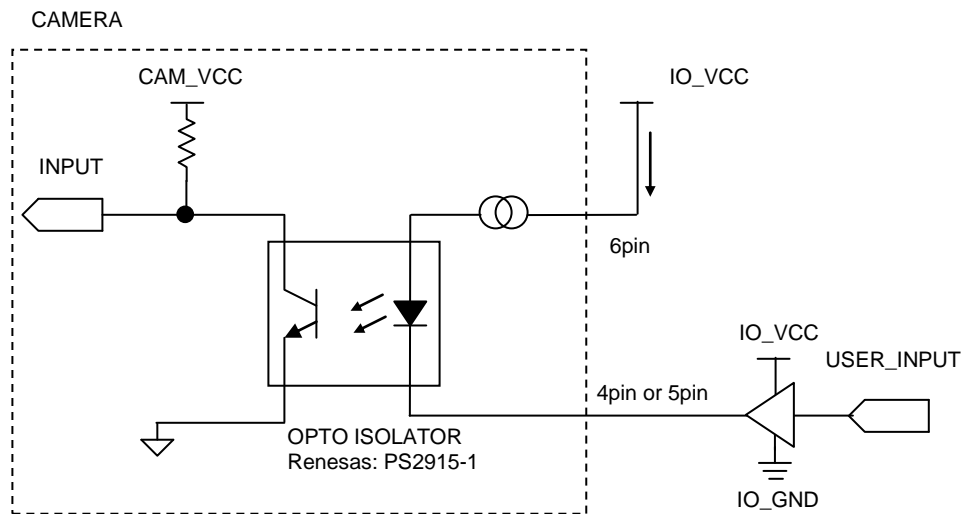 CAMERA
CAM_VCC
IO_VCC
INPUT
6pin
IO_VCC
USER_INPUT
4pin or 5pin
OPTO ISOLATOR
Renesas: PS2915-1
IO_GND